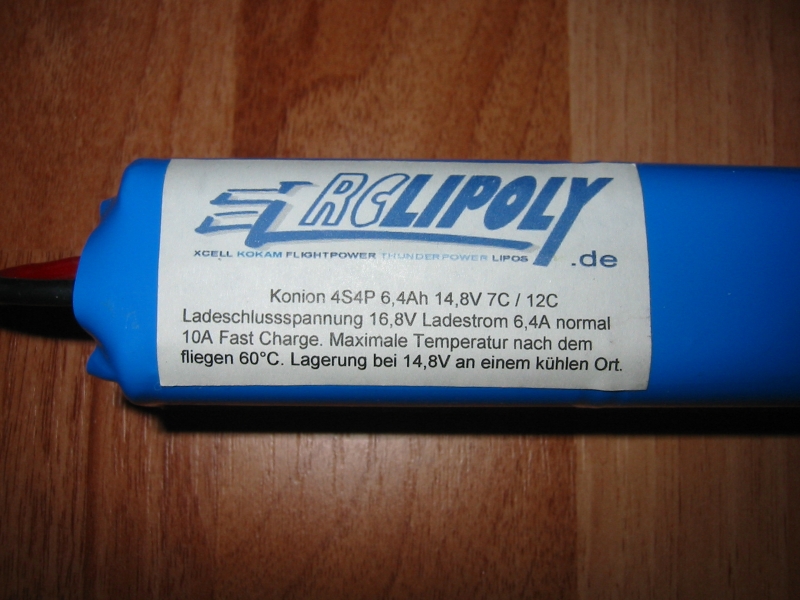 RCLIPOLY
XCELL KOKAM FLIGHTPOWER THUNDERPOWER LIPOS .de
Konion 4S4P 6,4Ah 14,8V 7C / 12C
Ladeschlussspannung 16,8V Ladestrom 6,4A normal
10A Fast Charge. Maximale Temperatur nach dem
fliegen 60°C. Lagerung bei 14,8V an einem kühlen Ort.